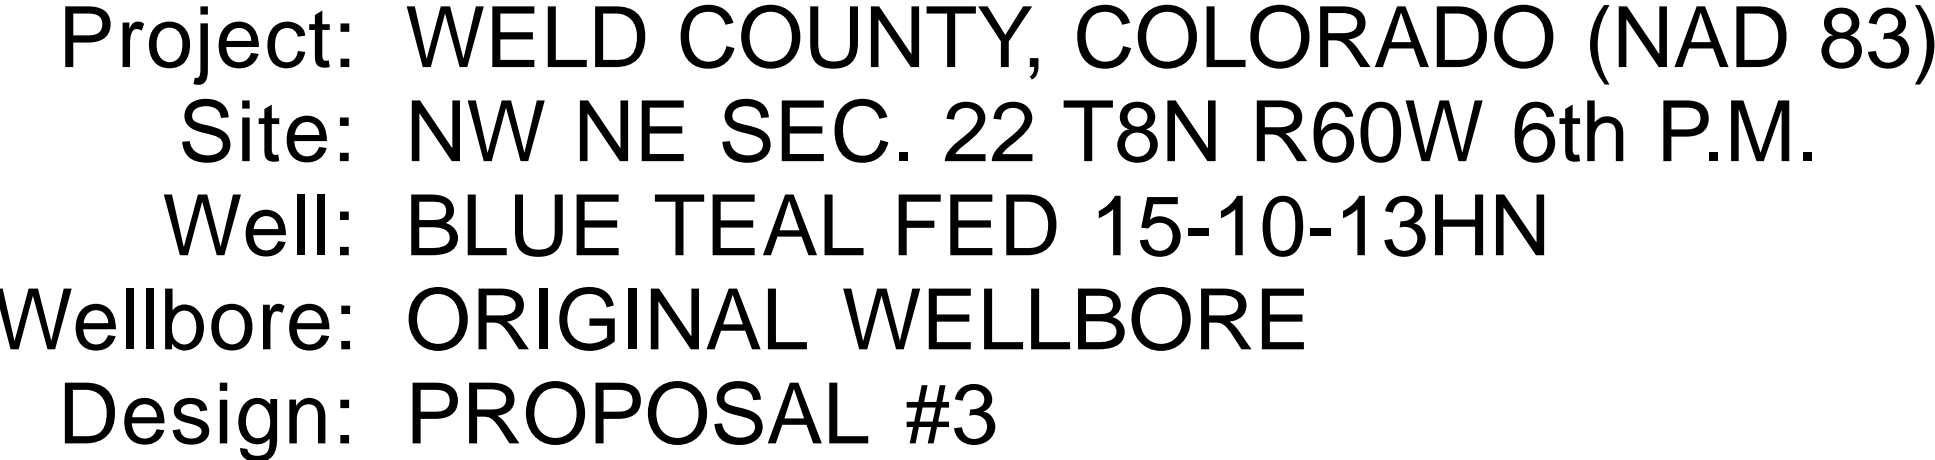 Project: WELD COUNTY, COLORADO (NAD 83)
Site: NW NE SEC. 22 T8N R60W 6th P.M.
Well: BLUE TEAL FED 15-10-13HN
Wellbore: ORIGINAL WELLBORE
Design: PROPOSAL #3